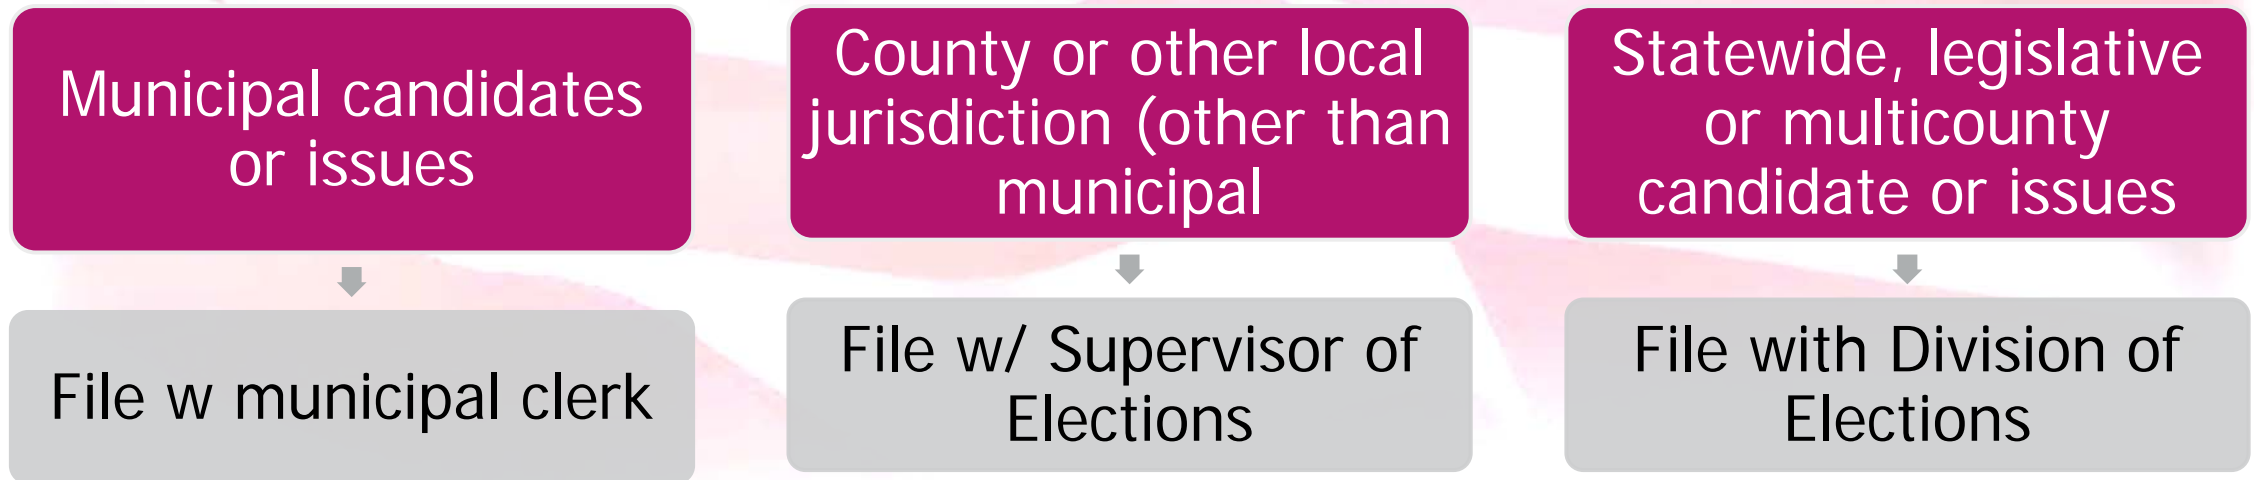 Municipal candidates
or issues
File w municipal clerk
County or other local
jurisdiction (other than
municipal
File w/ Supervisor of
Elections
Statewide, legislative
or multicounty
candidate or issues
File with Division of
Elections